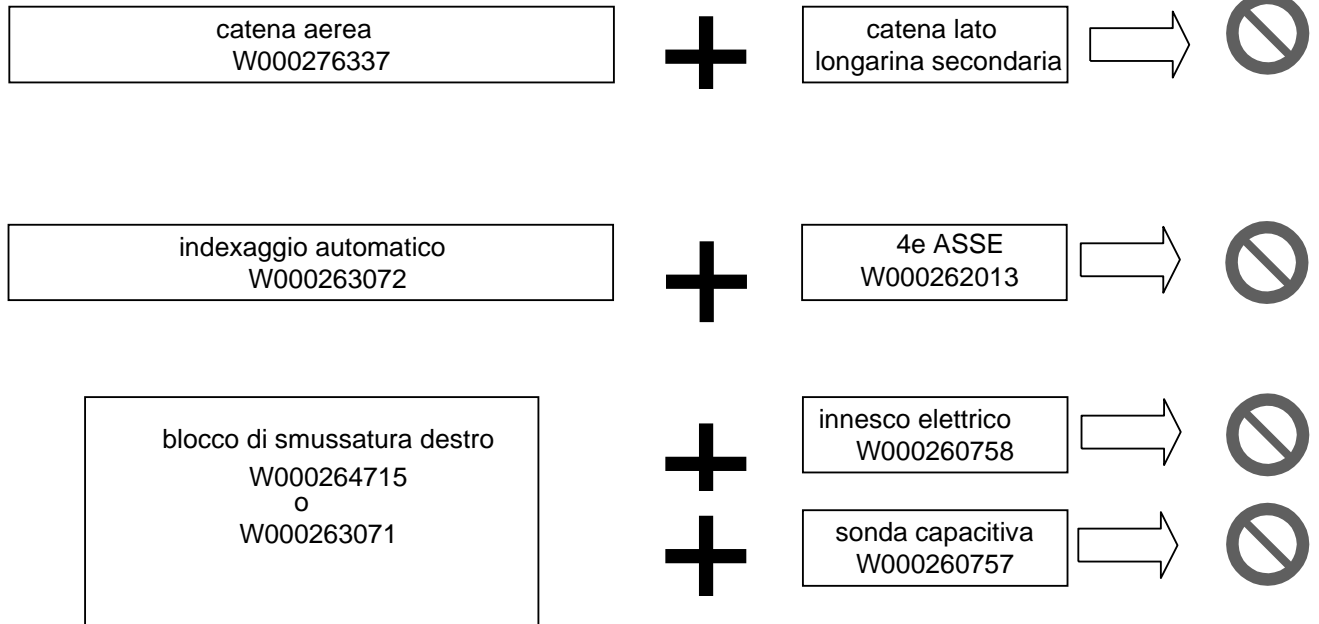 catena aerea
W000276337
catena lato
longarina secondaria
indexaggio automatico
W000263072
4e ASSE
W000262013
blocco di smussatura destro
W000264715
o
W000263071
innesco elettrico
W000260758
sonda capacitiva
W000260757